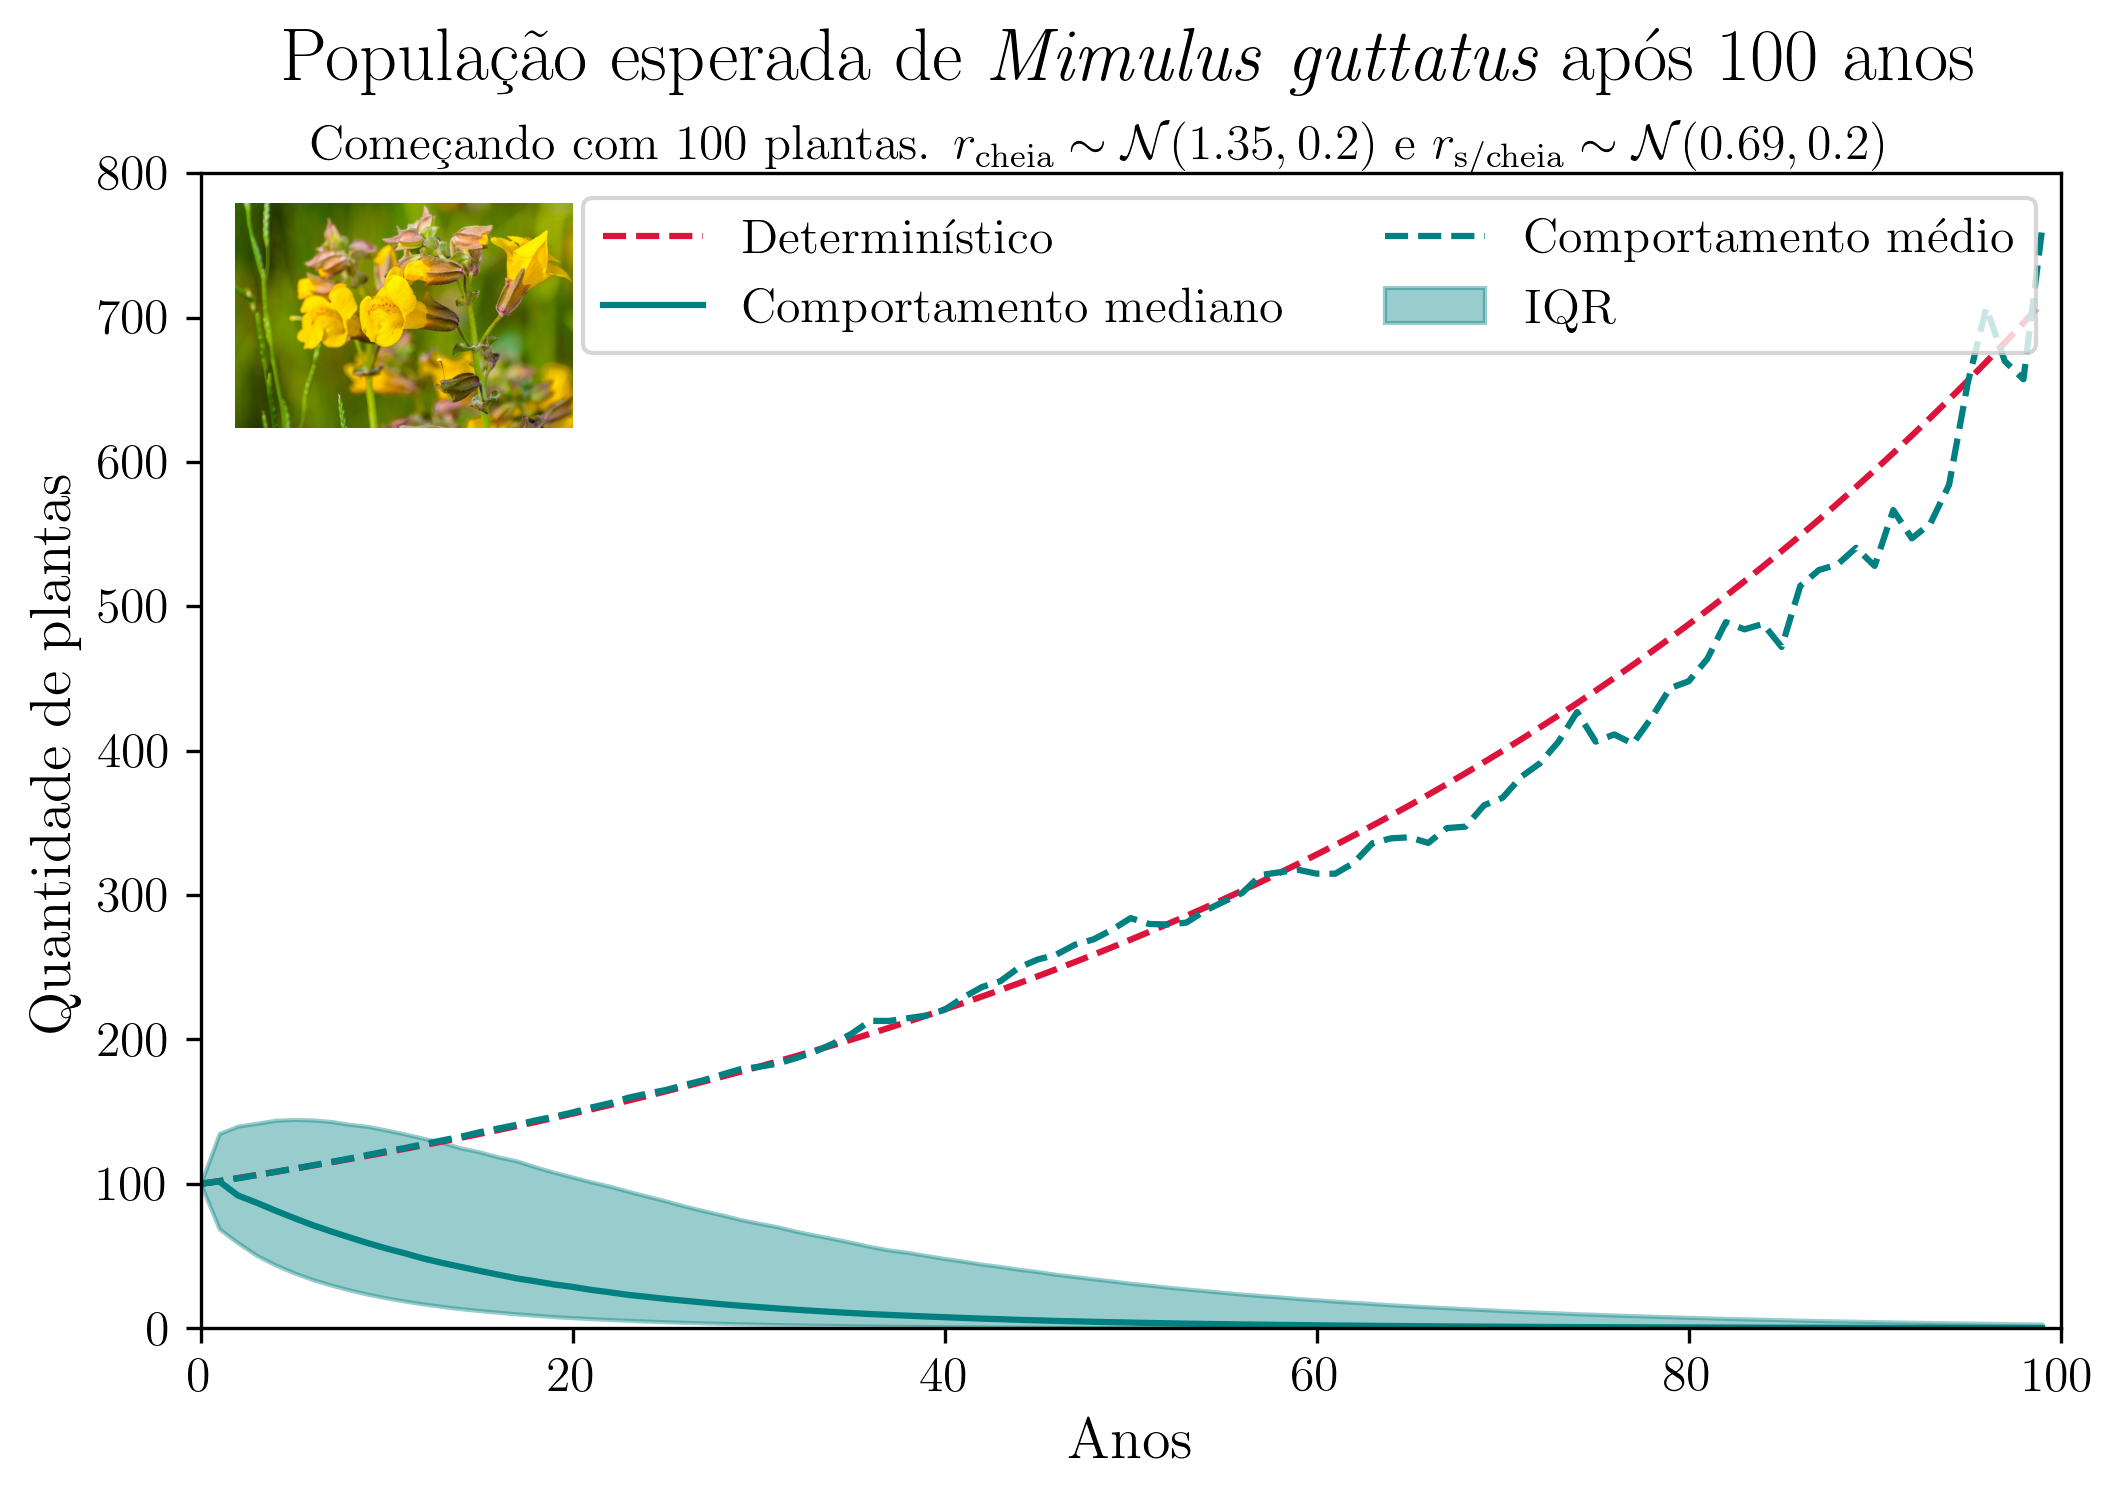 População esperada de Mimulus guttatus após 100 anos
Começando com 100 plantas. r_cheia ∼ 𝒩(1.35, 0.2) e r_s/cheia ∼ 𝒩(0.69, 0.2)
Determinístico
Comportamento mediano
Comportamento médio
IQR
Quantidade de plantas
800
700
600
500
400
300
200
100
0
0 20 40 60 80 100
Anos